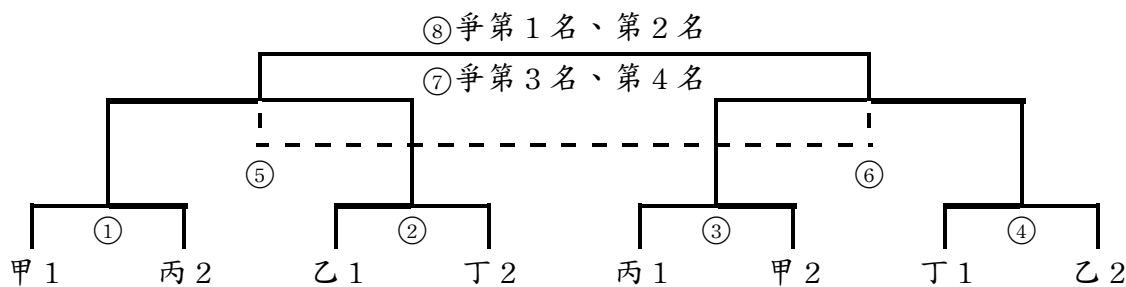 ⑧爭第1名、第2名
⑦爭第3名、第4名
⑤ ⑥
① ② ③ ④
甲1 丙2 乙1 丁2 丙1 甲2 丁1 乙2